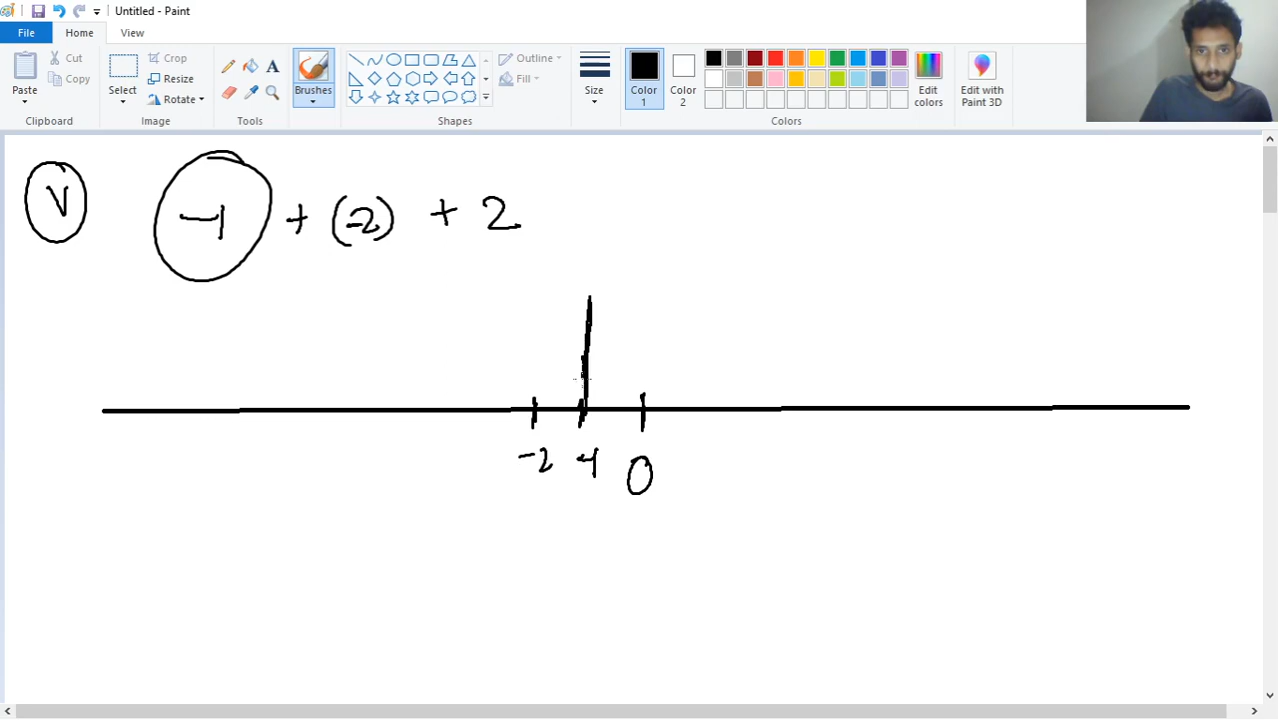 Untitled - Paint
File Home View
Paste
Cut
Copy
Clipboard
Select
Crop
Resize
Rotate
Image
A
Tools
Brushes
Shapes
Outline
Fill
Size
Color 1
Color 2
Colors
Edit colors
Edit with Paint 3D
V -1 + (-2) + 2
-2 -1 0